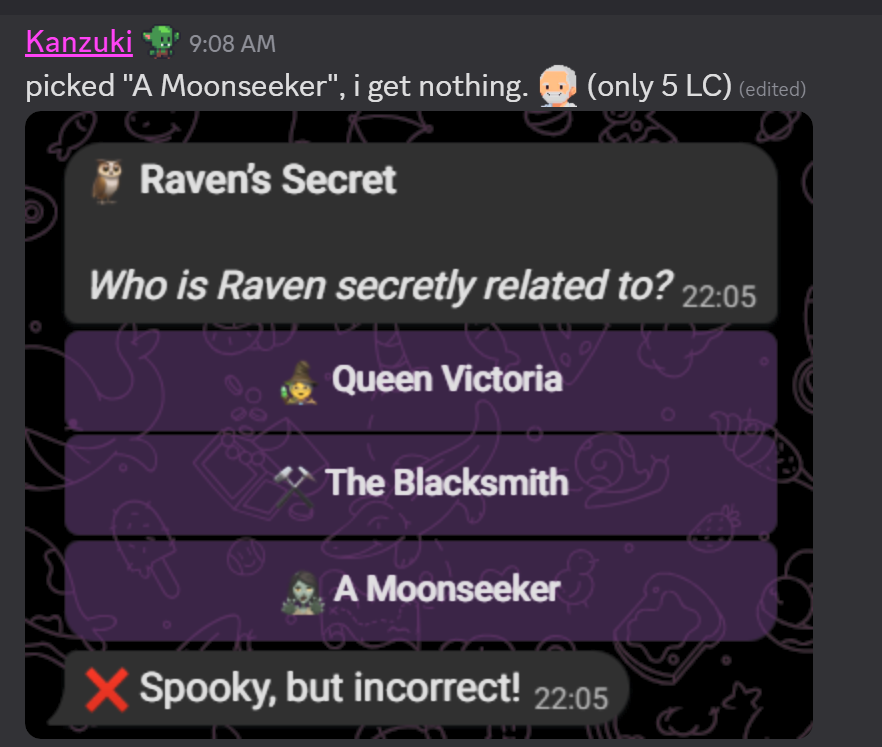 Kanzuki 9:08 AM
picked "A Moonseeker", i get nothing. (only 5 LC) (edited)
Raven's Secret
Who is Raven secretly related to? 22:05
Queen Victoria
The Blacksmith
A Moonseeker
Spooky, but incorrect! 22:05